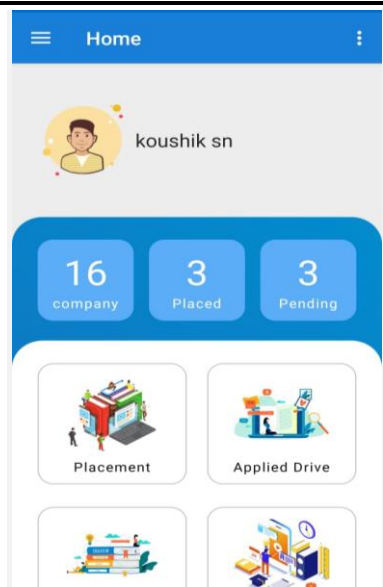 Home
koushik sn
16
company
3
Placed
3
Pending
Placement
Applied Drive